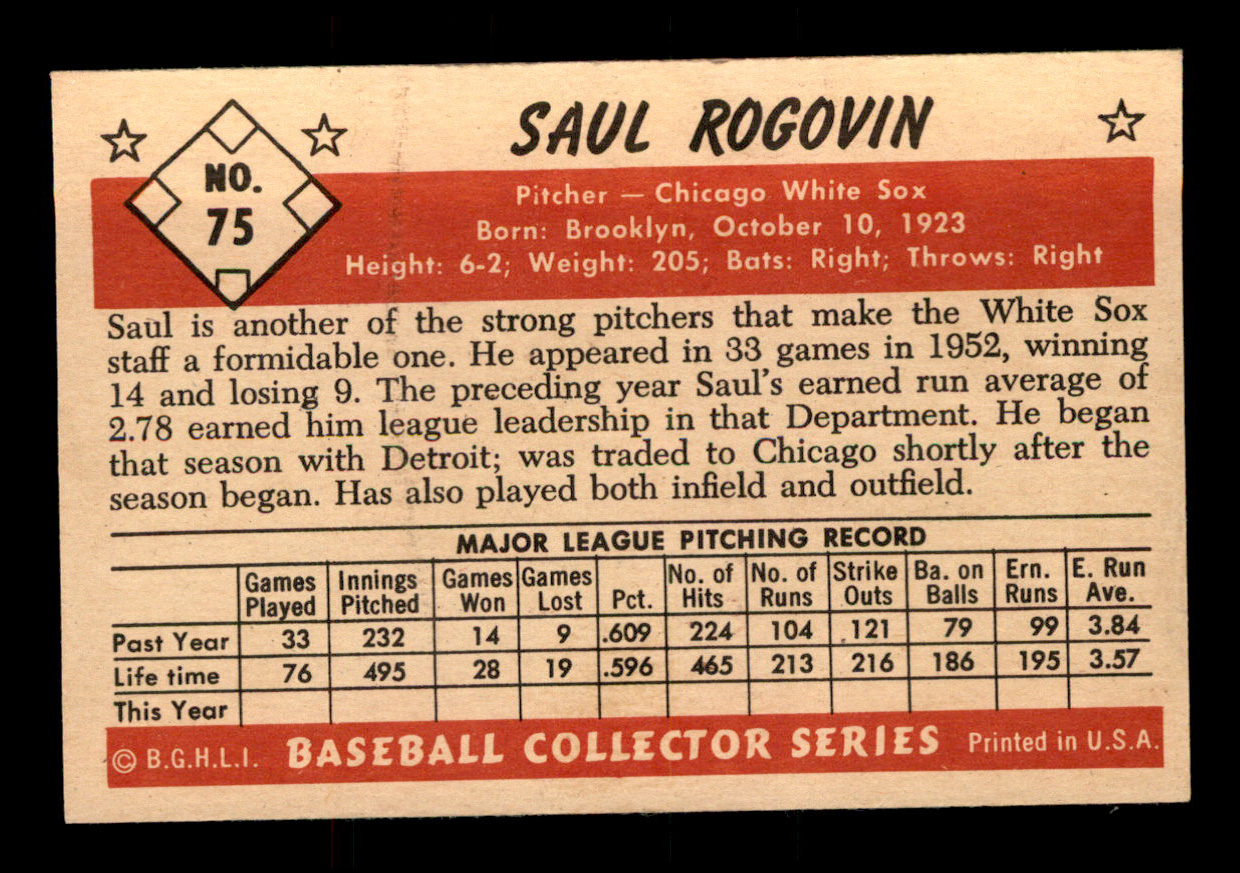 NO.
75
SAUL ROGOVIN
Pitcher — Chicago White Sox
Born: Brooklyn, October 10, 1923
Height: 6-2; Weight: 205; Bats: Right; Throws: Right
Saul is another of the strong pitchers that make the White Sox
staff a formidable one. He appeared in 33 games in 1952, winning
14 and losing 9. The preceding year Saul's earned run average of
2.78 earned him league leadership in that Department. He began
that season with Detroit; was traded to Chicago shortly after the
season began. Has also played both infield and outfield.
MAJOR LEAGUE PITCHING RECORD
Games Played Innings Pitched Games Won Games Lost Pct. No. of Hits No. of Runs Strike Outs Ba. on Balls Ern. Runs E. Run Ave.
Past Year 33 232 14 9 .609 224 104 121 79 99 3.84
Life time 76 495 28 19 .596 465 213 216 186 195 3.57
This Year
© B.G.H.L.I. BASEBALL COLLECTOR SERIES Printed in U.S.A.